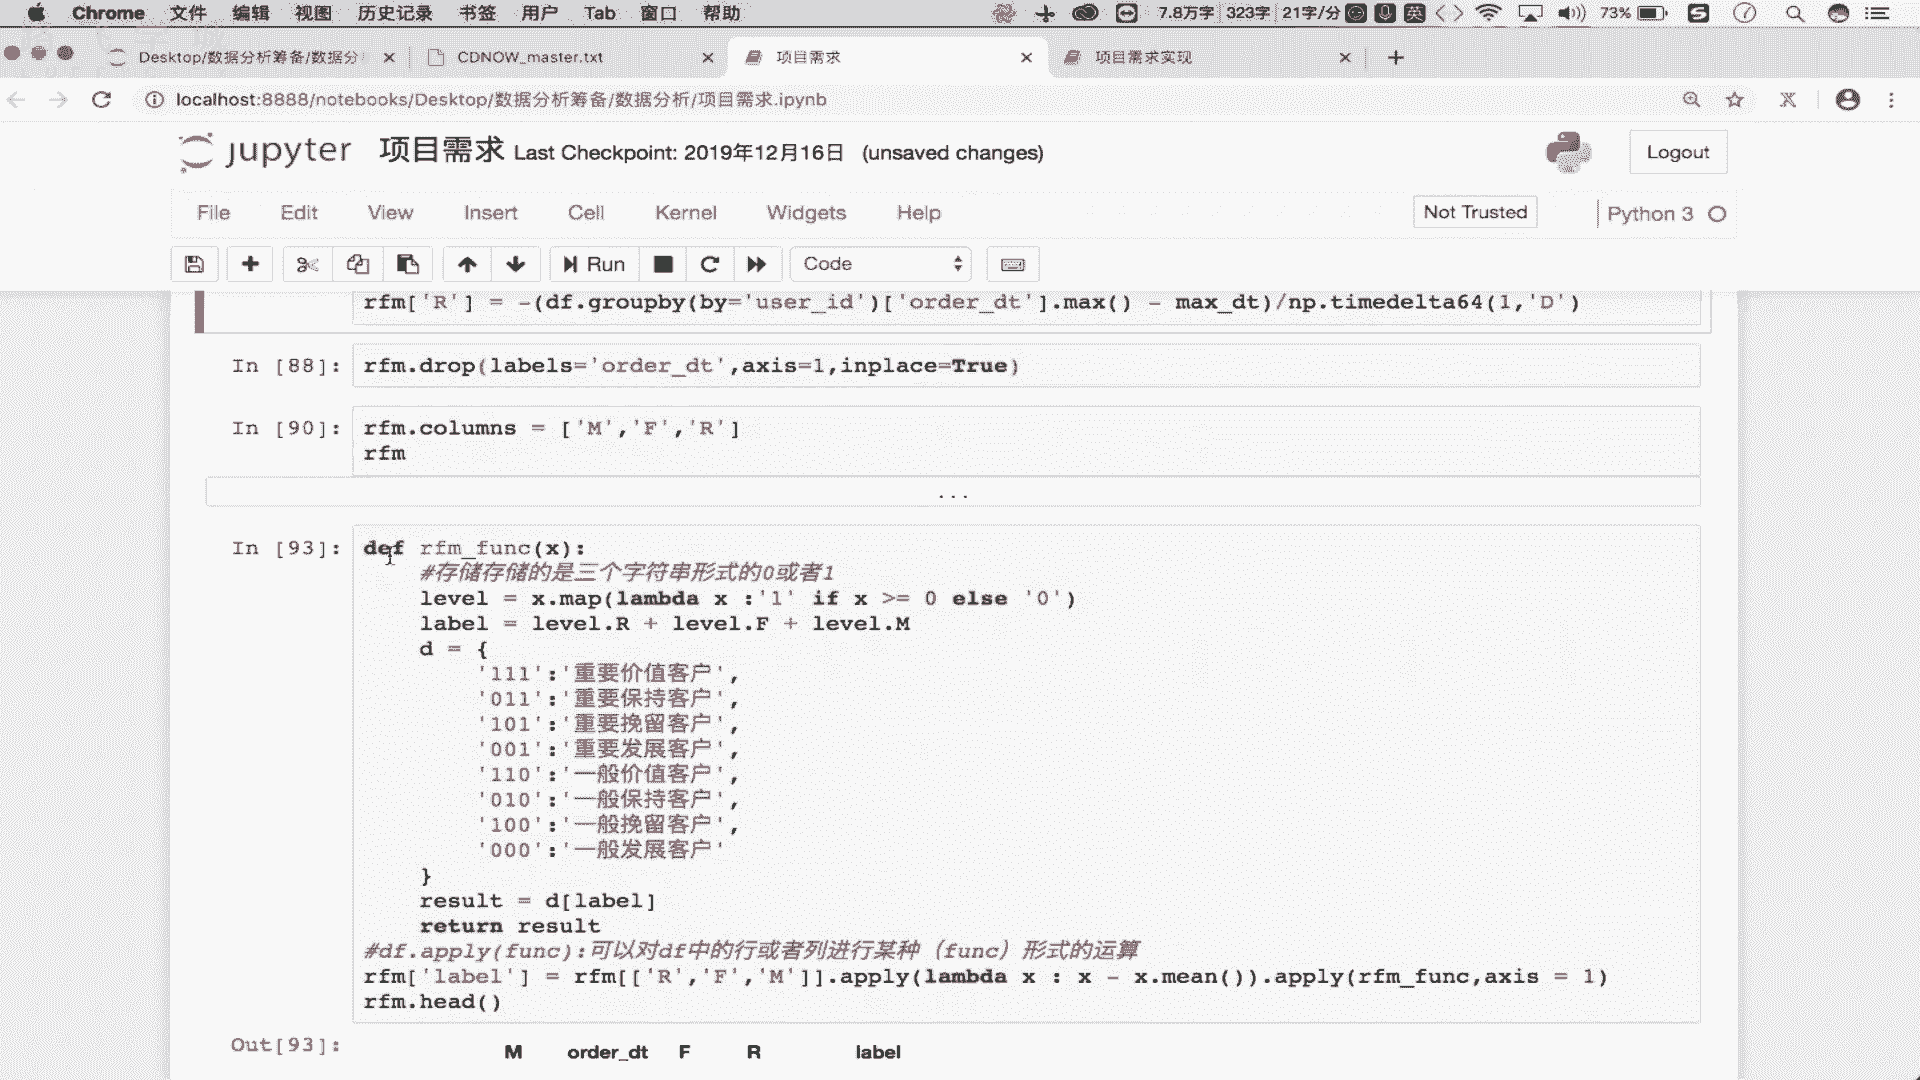 Chrome 文件 编辑 视图 历史记录 书签 用户 Tab 窗口 帮助 7.8万字 323字 21字/分 英 73%
Desktop/数据分析筹备/数据分 CDNOW_master.txt 项目需求 项目需求实现
localhost:8888/notebooks/Desktop/数据分析筹备/数据分析/项目需求.ipynb
jupyter 项目需求 Last Checkpoint: 2019年12月16日 (unsaved changes) Logout
File Edit View Insert Cell Kernel Widgets Help Not Trusted Python 3
Run Code
rfm['R'] = -(df.groupby(by='user_id')['order_dt'].max() - max_dt)/np.timedelta64(1,'D')
In [88]: rfm.drop(labels='order_dt',axis=1,inplace=True)
In [90]: rfm.columns = ['M','F','R']
rfm
...
In [93]: def rfm_func(x):
#存储存储的是三个字符串形式的0或者1
level = x.map(lambda x :'1' if x >= 0 else '0')
label = level.R + level.F + level.M
d = {
'111':'重要价值客户',
'011':'重要保持客户',
'101':'重要挽留客户',
'001':'重要发展客户',
'110':'一般价值客户',
'010':'一般保持客户',
'100':'一般挽留客户',
'000':'一般发展客户'
}
result = d[label]
return result
#df.apply(func):可以对df中的行或者列进行某种（func）形式的运算
rfm['label'] = rfm[['R','F','M']].apply(lambda x : x - x.mean()).apply(rfm_func,axis = 1)
rfm.head()
Out[93]: M order_dt F R label